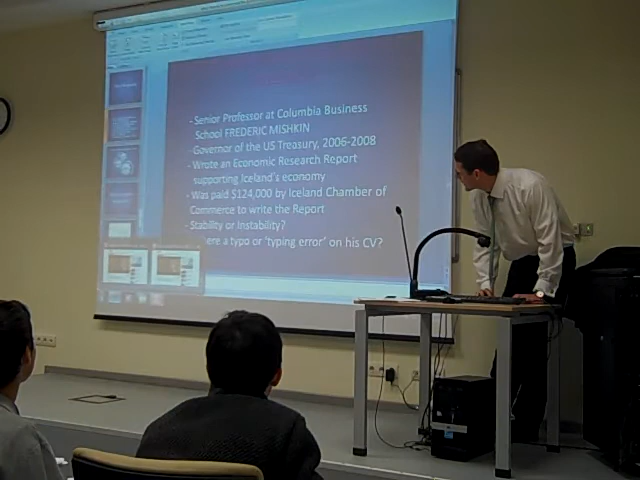 - Senior Professor at Columbia Business
School FREDERIC MISHKIN
-Governor of the US Treasury, 2006-2008
- Wrote an Economic Research Report
supporting Iceland's economy
- Was paid $124,000 by Iceland Chamber of
Commerce to write the Report
- Stability or Instability?
here a typo or 'typing error' on his CV?